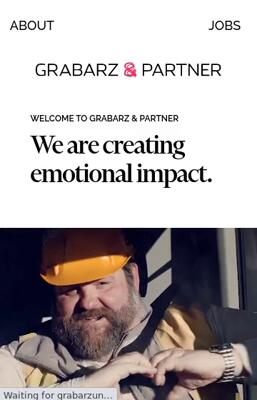 ABOUT
JOBS
GRABARZ & PARTNER
WELCOME TO GRABARZ & PARTNER
We are creating
emotional impact.
Waiting for grabarzun...